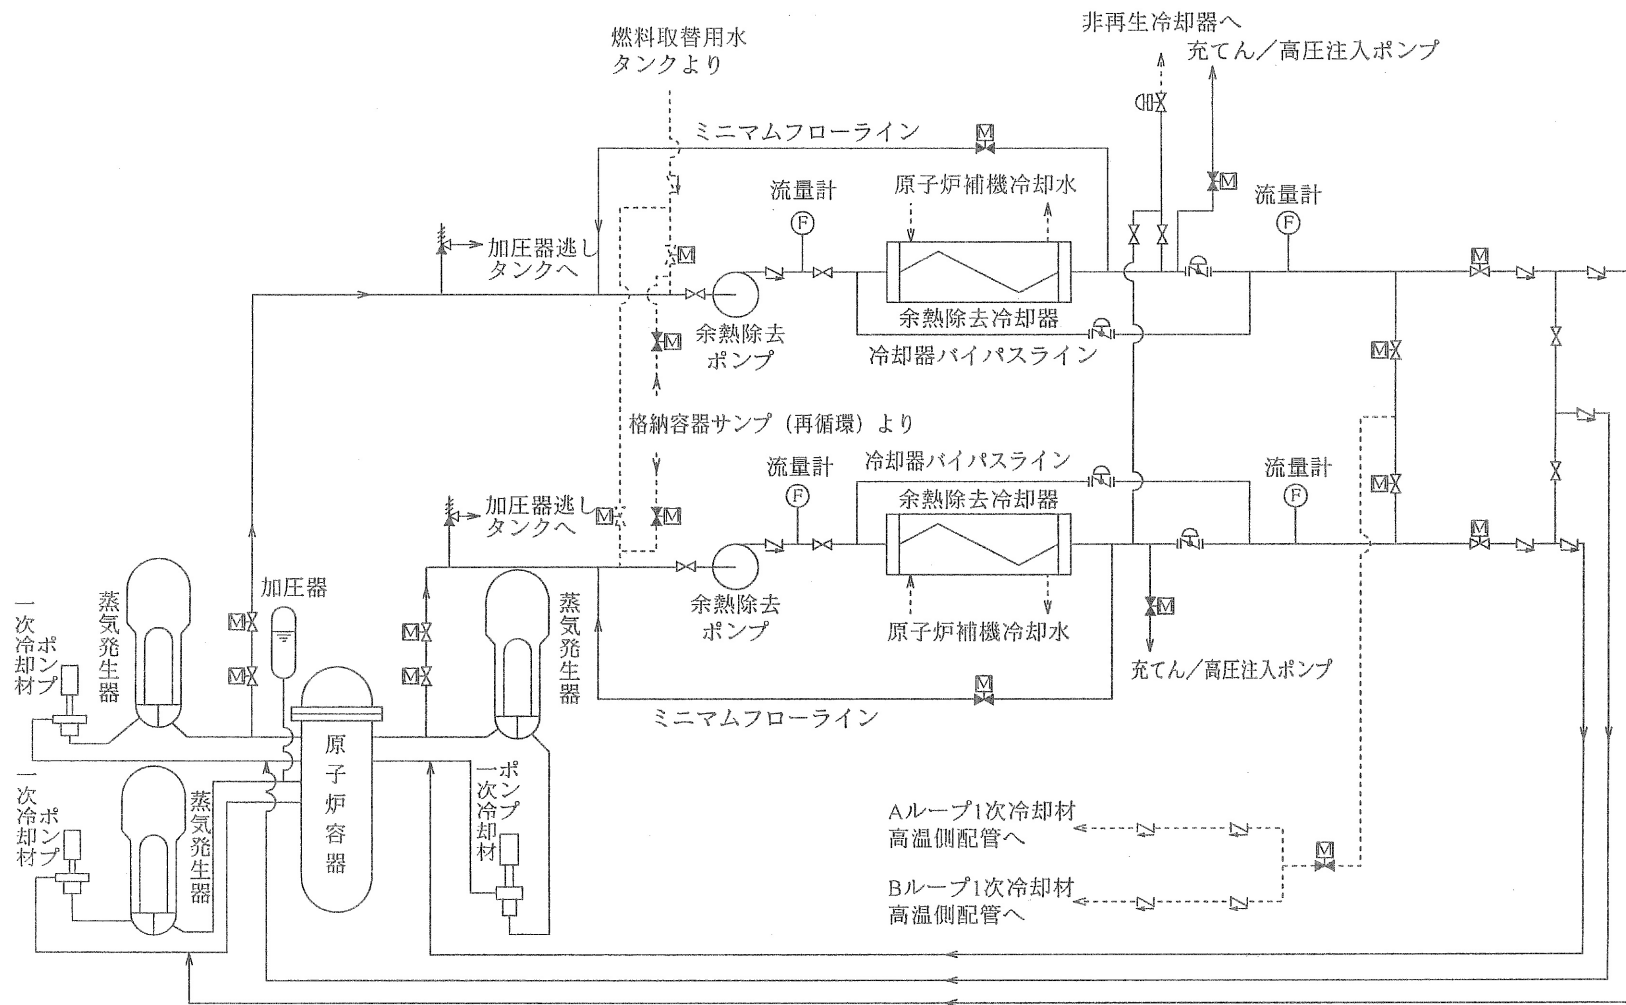 非再生冷却器へ
充てん／高圧注入ポンプ
燃料取替用水
タンクより
ミニマムフローライン
M
流量計
F
原子炉補機冷却水
M
流量計
F
加圧器逃し
タンクへ
M
M
余熱除去
ポンプ
余熱除去冷却器
冷却器バイパスライン
M
M
格納容器サンプ（再循環）より
流量計
F
冷却器バイパスライン
余熱除去冷却器
流量計
F
M
加圧器逃し
タンクへ
M
M
M
余熱除去
ポンプ
原子炉補機冷却水
M
充てん／高圧注入ポンプ
ミニマムフローライン
M
一次冷却材
ポンプ
蒸気発生器
M
M
加圧器
M
M
蒸気発生器
原子炉容器
一次冷却材
ポンプ
蒸気発生器
一次冷却材
ポンプ
Aループ1次冷却材
高温側配管へ
M
Bループ1次冷却材
高温側配管へ